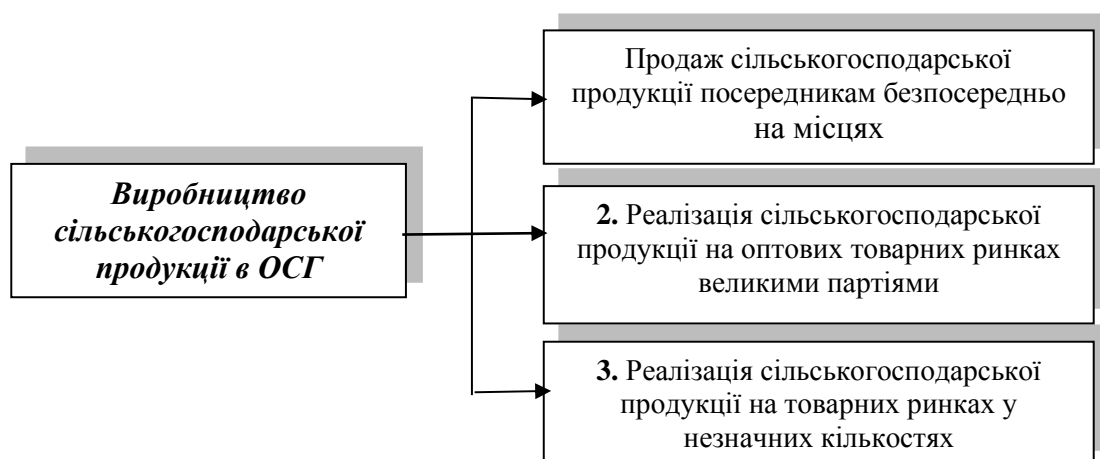 Виробництво
сільськогосподарської
продукції в ОСГ
Продаж сільськогосподарської
продукції посередникам безпосередньо
на місцях
2. Реалізація сільськогосподарської
продукції на оптових товарних ринках
великими партіями
3. Реалізація сільськогосподарської
продукції на товарних ринках у
незначних кількостях